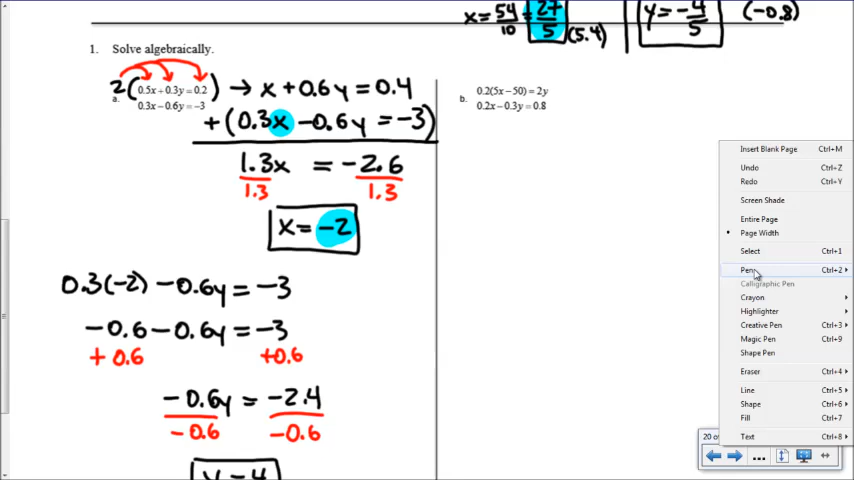 x = 54/10 = 27/5 (5.4)
y = -4/5 (-0.8)
1. Solve algebraically.
2( 0.5x + 0.3y = 0.2 ) → x + 0.6y = 0.4
a. 0.3x - 0.6y = -3
+ (0.3x - 0.6y = -3)
1.3x = -2.6
1.3 1.3
x = -2
0.3(-2) - 0.6y = -3
-0.6 - 0.6y = -3
+0.6 +0.6
-0.6y = -2.4
-0.6 -0.6
b. 0.2(5x - 50) = 2y
0.2x - 0.3y = 0.8
Insert Blank Page Ctrl+M
Undo Ctrl+Z
Redo Ctrl+Y
Screen Shade
Entire Page
• Page Width
Select Ctrl+1
Pen Ctrl+2
Calligraphic Pen
Crayon
Highlighter
Creative Pen Ctrl+3
Magic Pen Ctrl+9
Shape Pen
Eraser Ctrl+4
Line Ctrl+5
Shape Ctrl+6
Fill Ctrl+7
Text Ctrl+8
20